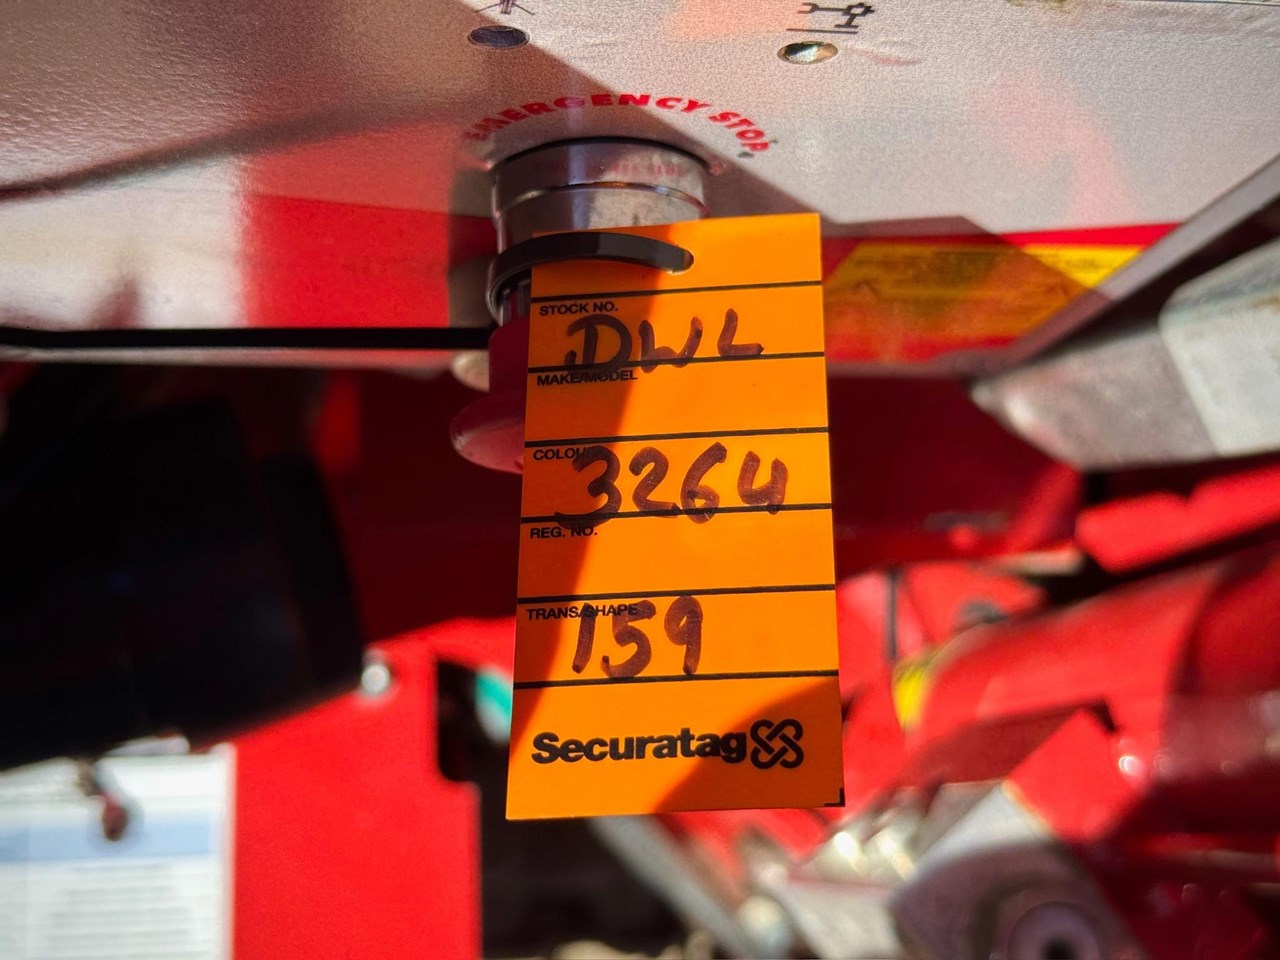 EMERGENCY STOP
STOCK NO.
DWL
MAKE/MODEL
COLOUR
3264
REG. NO.
TRANS/SHAPE
159
Securatag